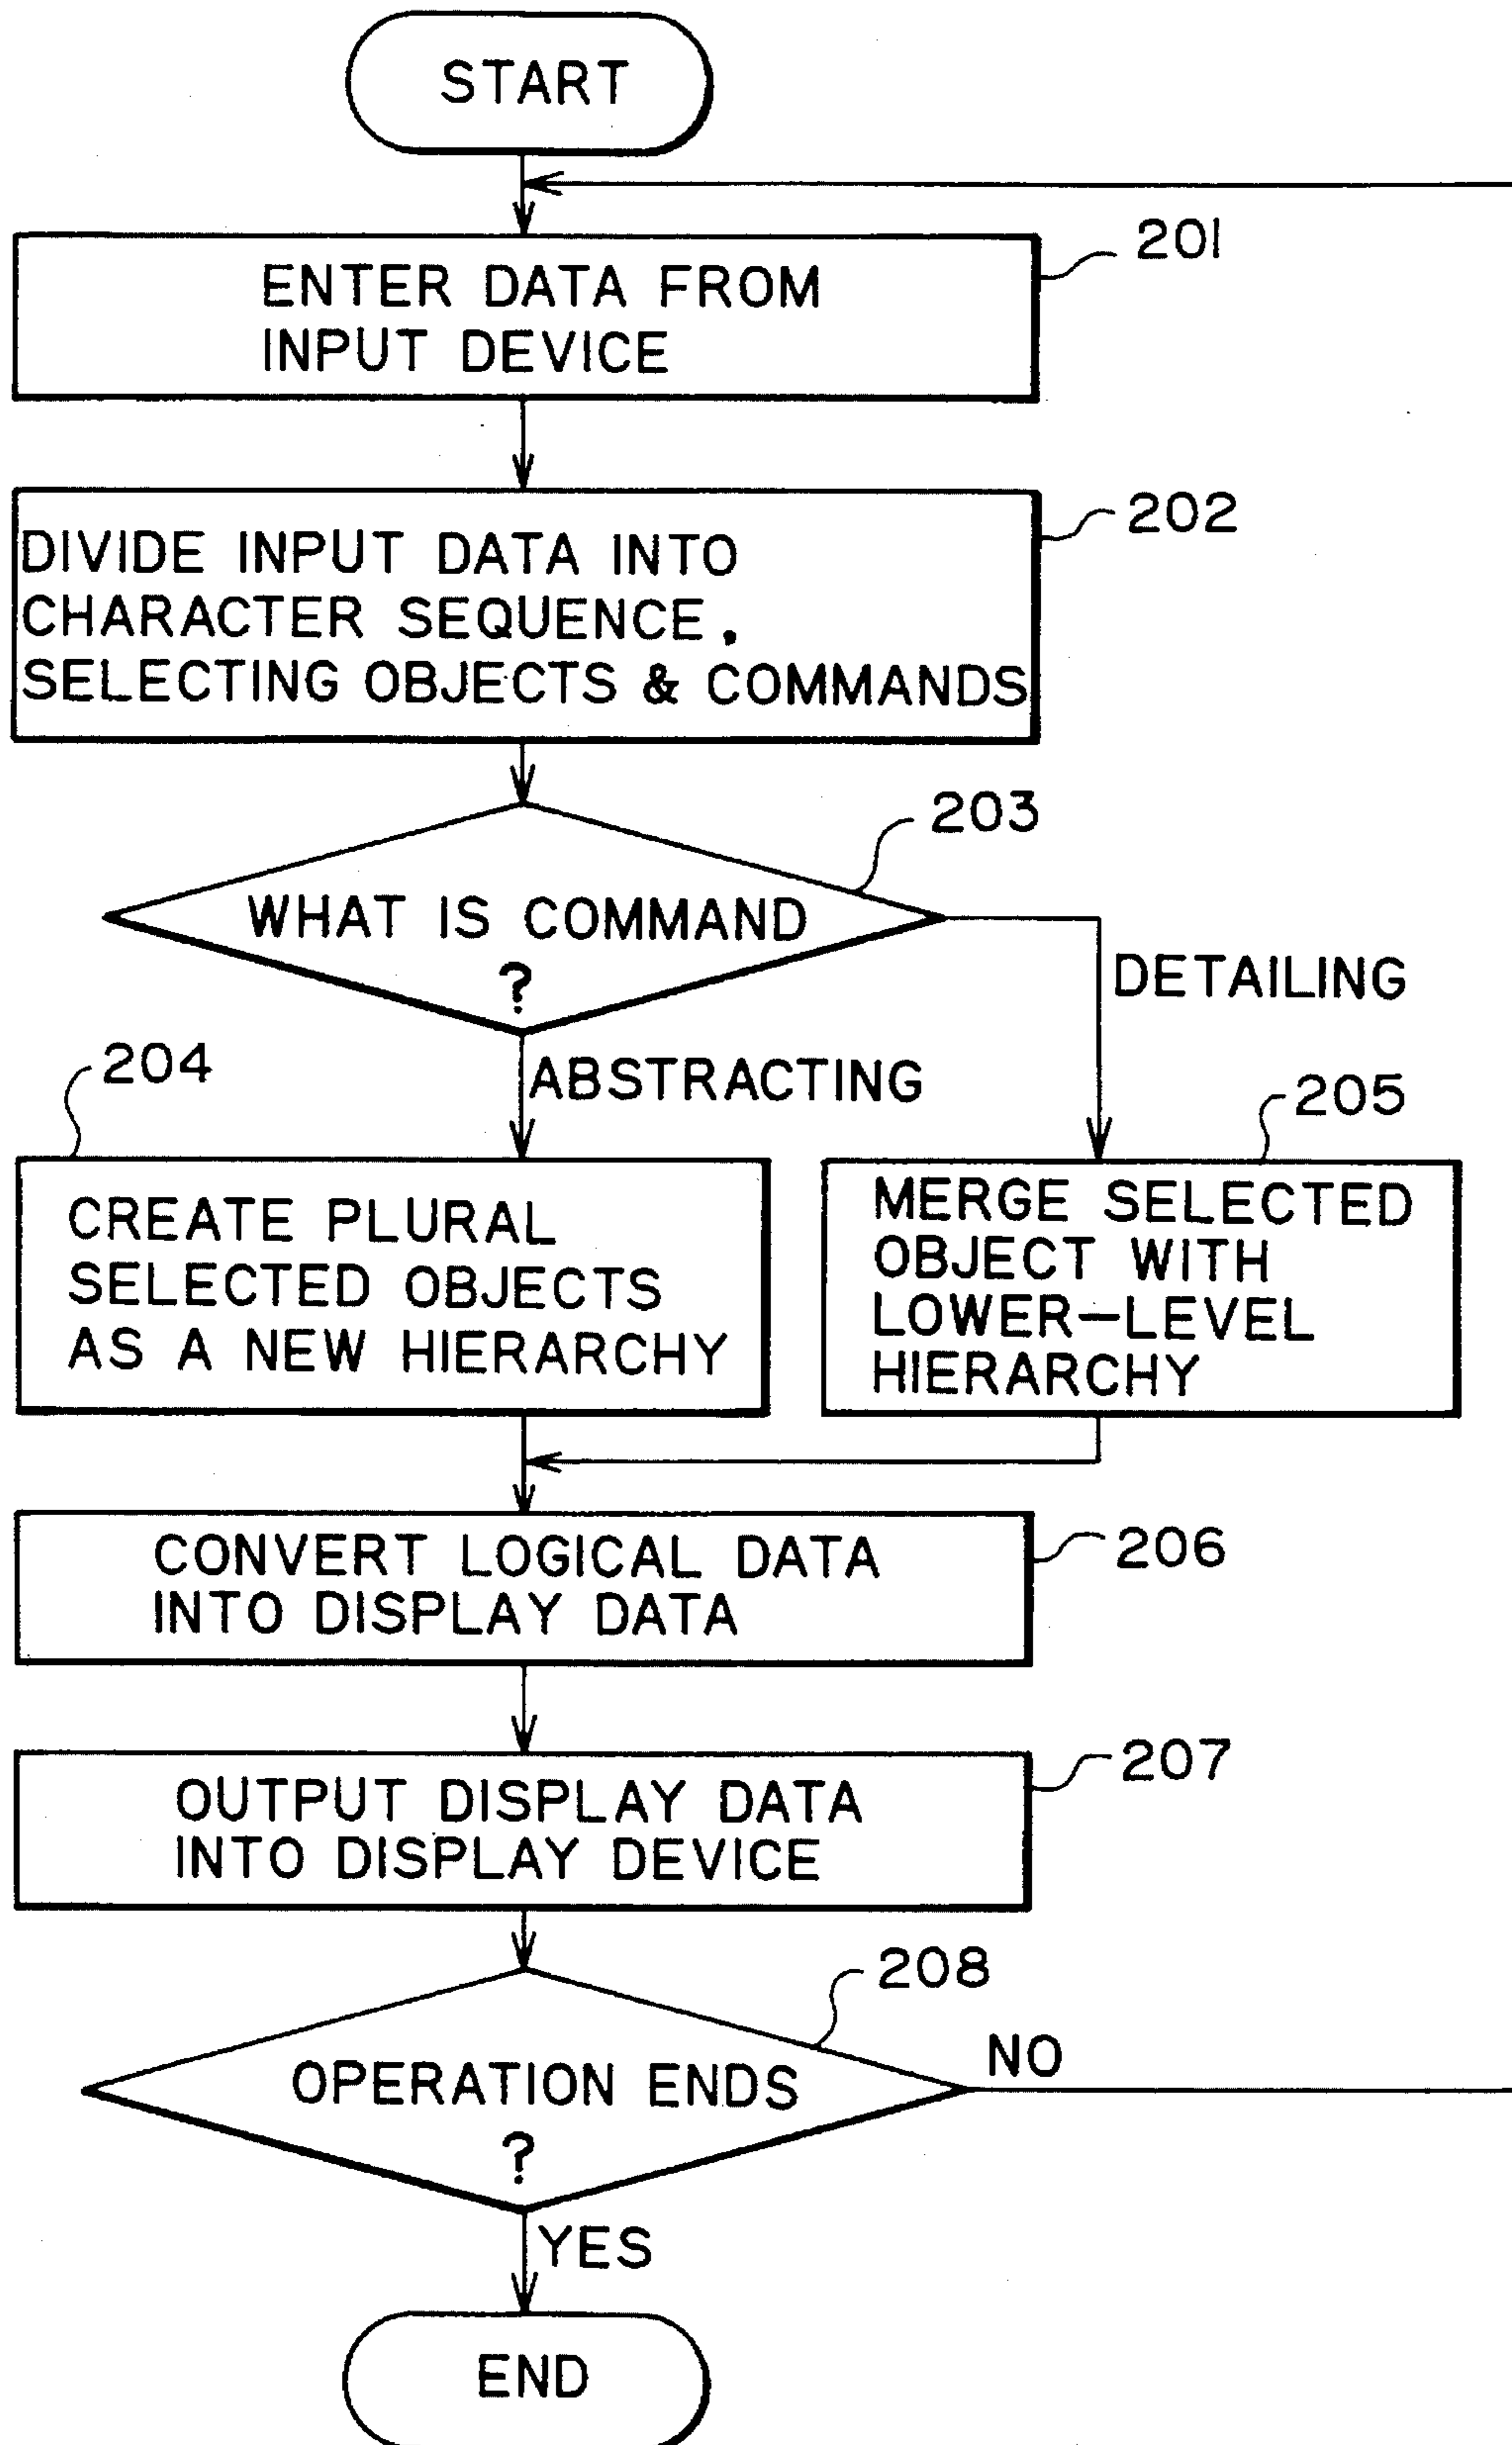 START
201
ENTER DATA FROM
INPUT DEVICE
202
DIVIDE INPUT DATA INTO
CHARACTER SEQUENCE.
SELECTING OBJECTS & COMMANDS
203
WHAT IS COMMAND
?
DETAILING
204
ABSTRACTING
205
CREATE PLURAL
SELECTED OBJECTS
AS A NEW HIERARCHY
MERGE SELECTED
OBJECT WITH
LOWER-LEVEL
HIERARCHY
206
CONVERT LOGICAL DATA
INTO DISPLAY DATA
207
OUTPUT DISPLAY DATA
INTO DISPLAY DEVICE
208
OPERATION ENDS
?
NO
YES
END